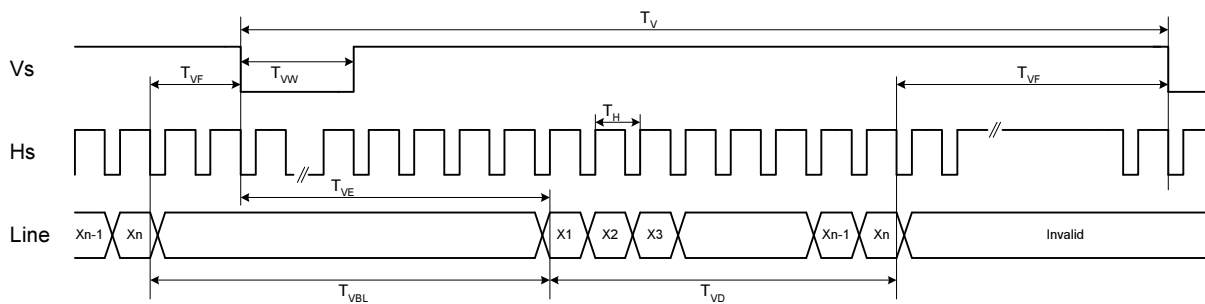 T_V
Vs
T_VF
T_VW
T_VF
T_H
Hs
T_VE
Line
Xn-1
Xn
X1
X2
X3
Xn-1
Xn
Invalid
T_VBL
T_VD